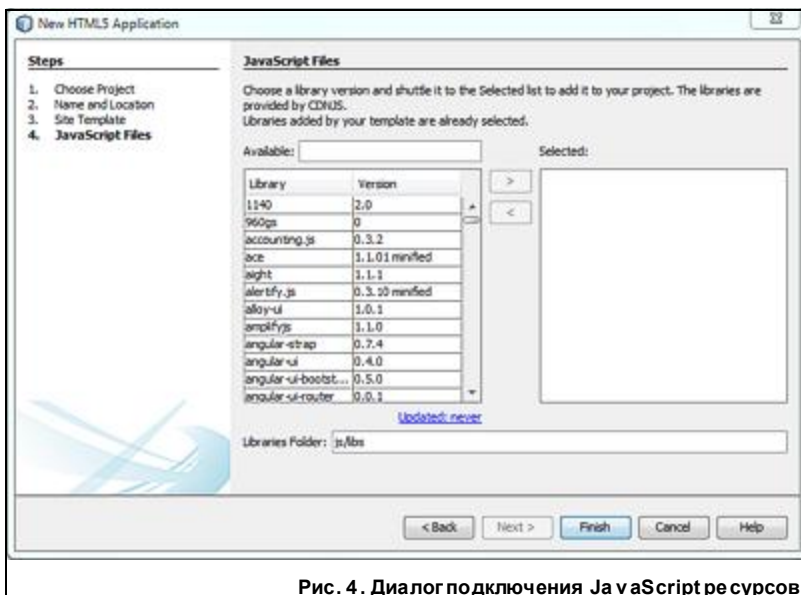 New HTML5 Application
Steps
1. Choose Project
2. Name and Location
3. Site Template
4. JavaScript Files
JavaScript Files
Choose a library version and shuttle it to the Selected list to add it to your project. The libraries are
provided by CDNJS.
Libraries added by your template are already selected.
Available:
Selected:
Library Version
1140 2.0
960gs 0
accounting.js 0.3.2
ace 1.1.01 minified
aight 1.1.1
alertify.js 0.3.10 minified
alloy-ui 1.0.1
amplifyjs 1.1.0
angular-strap 0.7.4
angular-ui 0.4.0
angular-ui-bootst... 0.5.0
angular-ui-router 0.0.1
>
<
Updated: never
Libraries Folder: js/libs
< Back Next > Finish Cancel Help
Рис. 4. Диалог подключения JavaScript ресурсов